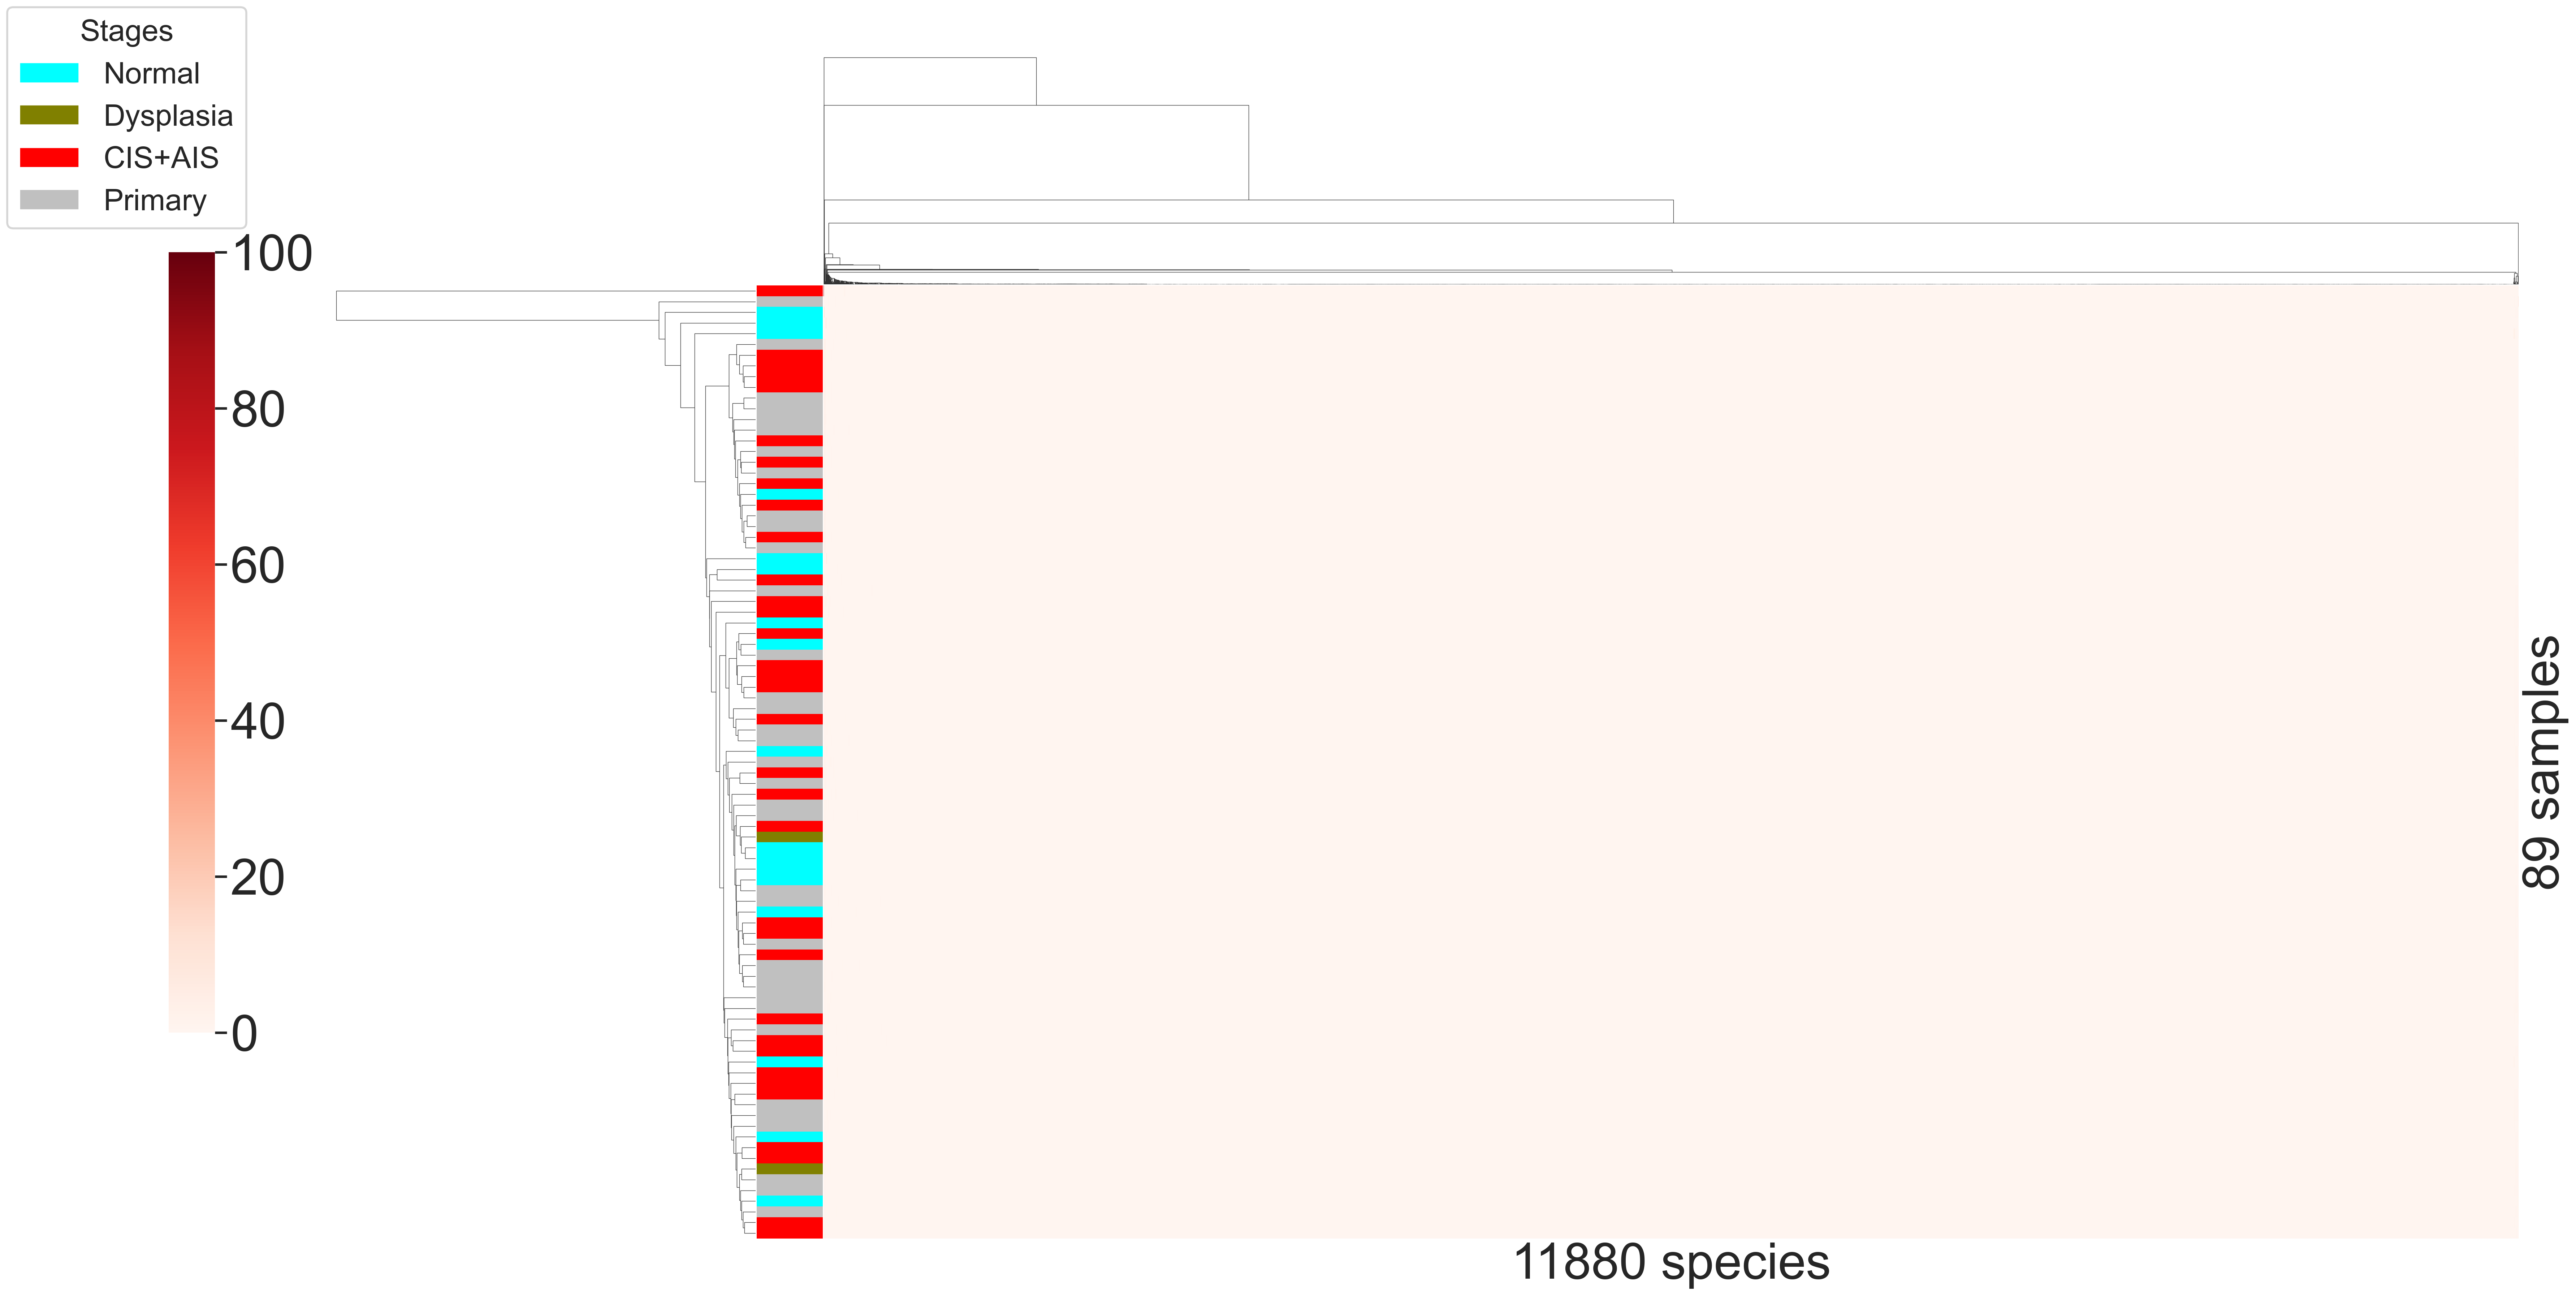 Stages
Normal
Dysplasia
CIS+AIS
Primary
100
80
60
40
20
0
89 samples
11880 species